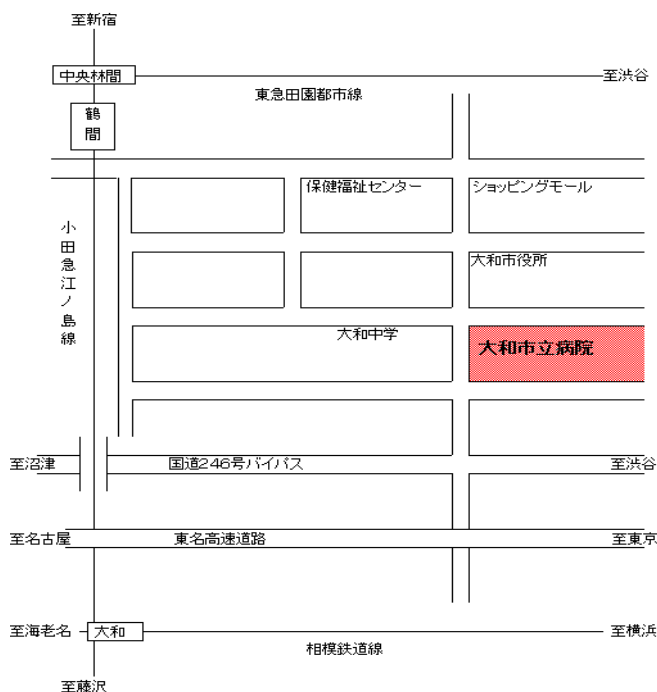 至新宿
中央林間
至渋谷
東急田園都市線
鶴間
保健福祉センター
ショッピングモール
小田急江ノ島線
大和市役所
大和中学
大和市立病院
至沼津
国道246号バイパス
至渋谷
至名古屋
東名高速道路
至東京
至海老名
大和
至横浜
相模鉄道線
至藤沢